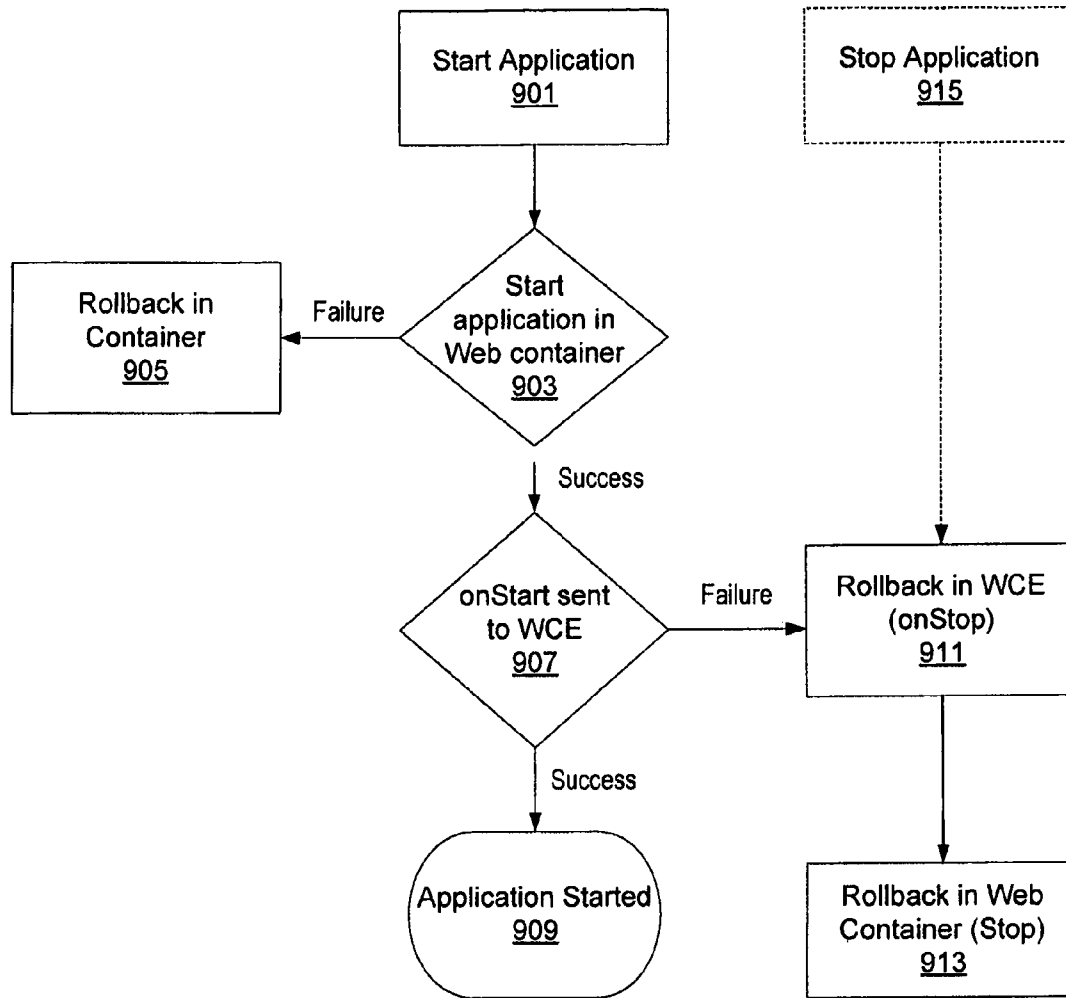 Start Application
901
Stop Application
915
Start
application in
Web container
903
Failure
Rollback in
Container
905
Success
onStart sent
to WCE
907
Failure
Rollback in WCE
(onStop)
911
Success
Application Started
909
Rollback in Web
Container (Stop)
913